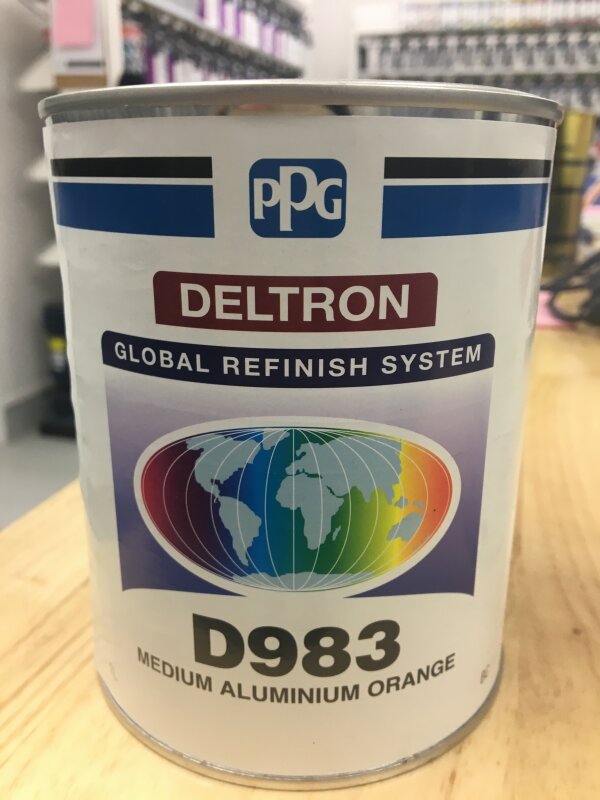 PPG
DELTRON
GLOBAL REFINISH SYSTEM
D983
MEDIUM ALUMINIUM ORANGE